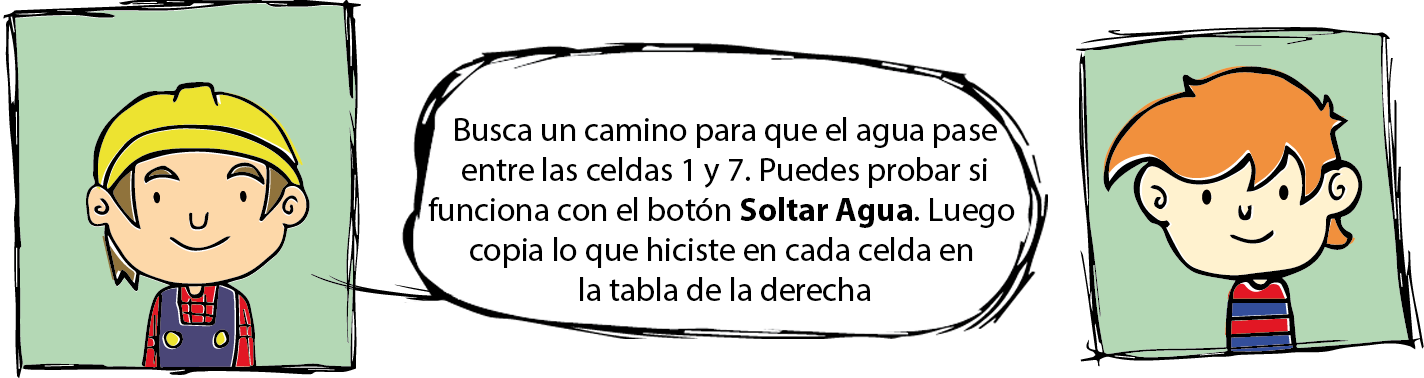 Busca un camino para que el agua pase
entre las celdas 1 y 7. Puedes probar si
funciona con el botón Soltar Agua. Luego
copia lo que hiciste en cada celda en
la tabla de la derecha